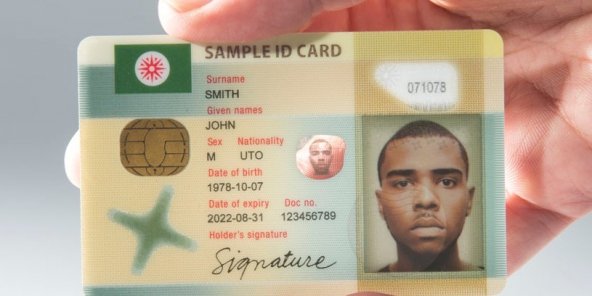 SAMPLE ID CARD
Surname
SMITH
071078
Given names
JOHN
Sex Nationality
M UTO
Date of birth
1978-10-07
Date of expiry Doc no.
2022-08-31 123456789
Holder's signature
Signature